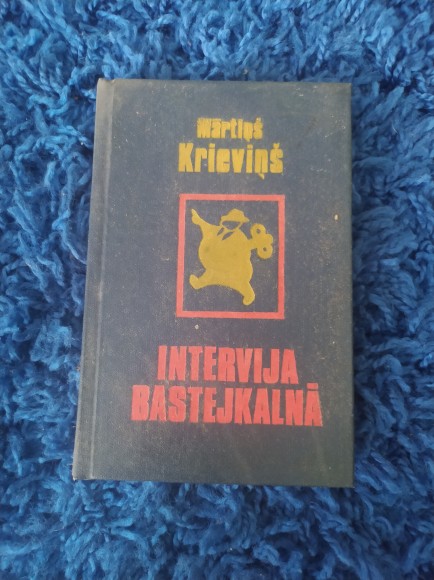 Mārtiņš
Krieviņš
INTERVIJA
BASTEJKALNĀ